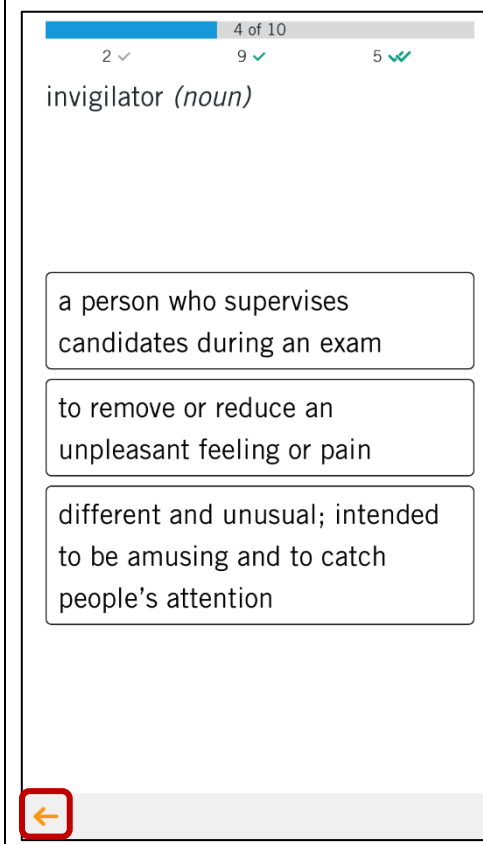 4 of 10
2 9 5
invigilator (noun)
a person who supervises
candidates during an exam
to remove or reduce an
unpleasant feeling or pain
different and unusual; intended
to be amusing and to catch
people's attention